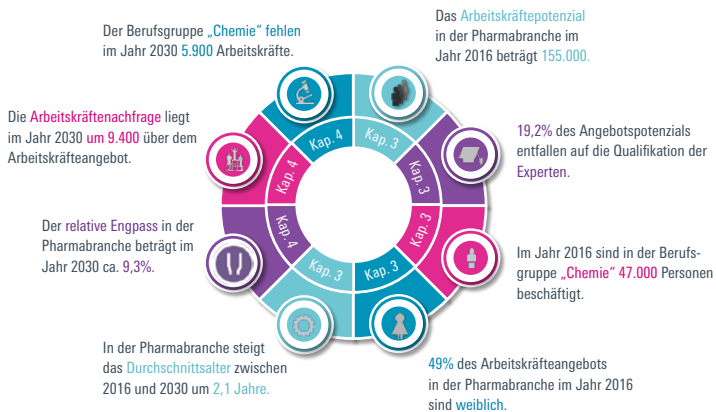 Der Berufsgruppe „Chemie“ fehlen
im Jahr 2030 5.900 Arbeitskräfte.
Das Arbeitskräftepotenzial
in der Pharmabranche im
Jahr 2016 beträgt 155.000.
Die Arbeitskräftenachfrage liegt
im Jahr 2030 um 9.400 über dem
Arbeitskräfteangebot.
19,2% des Angebotspotenzials
entfallen auf die Qualifikation der
Experten.
Der relative Engpass in der
Pharmabranche beträgt im
Jahr 2030 ca. 9,3%.
Im Jahr 2016 sind in der Berufs-
gruppe „Chemie“ 47.000 Personen
beschäftigt.
In der Pharmabranche steigt
das Durchschnittsalter zwischen
2016 und 2030 um 2,1 Jahre.
49% des Arbeitskräfteangebots
in der Pharmabranche im Jahr 2016
sind weiblich.
Kap. 4
Kap. 3
Kap. 4
Kap. 3
Kap. 4
Kap. 3
Kap. 3
Kap. 3